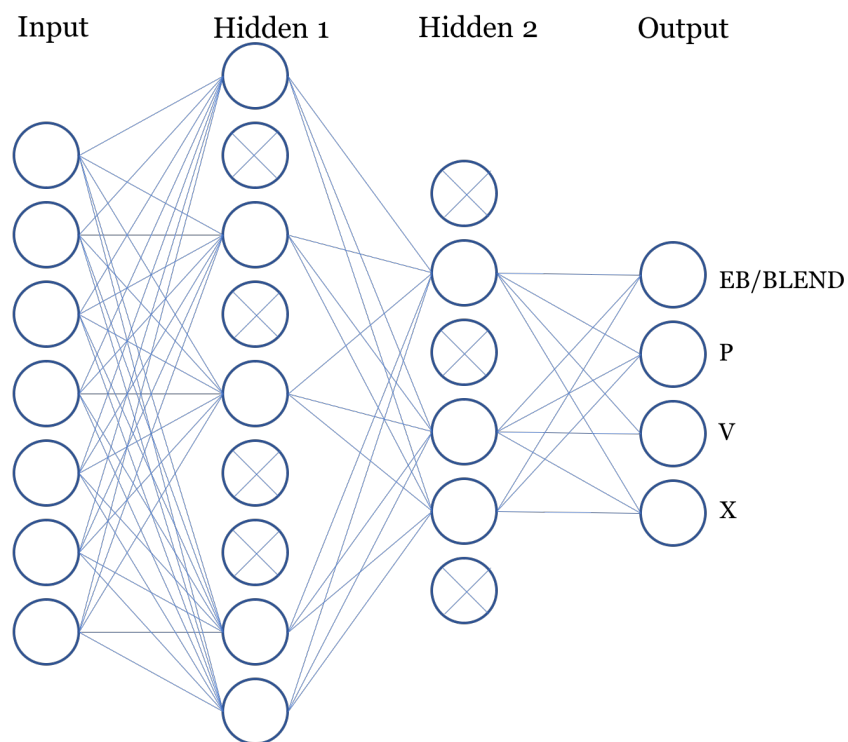 Input
Hidden 1
Hidden 2
Output
EB/BLEND
P
V
X